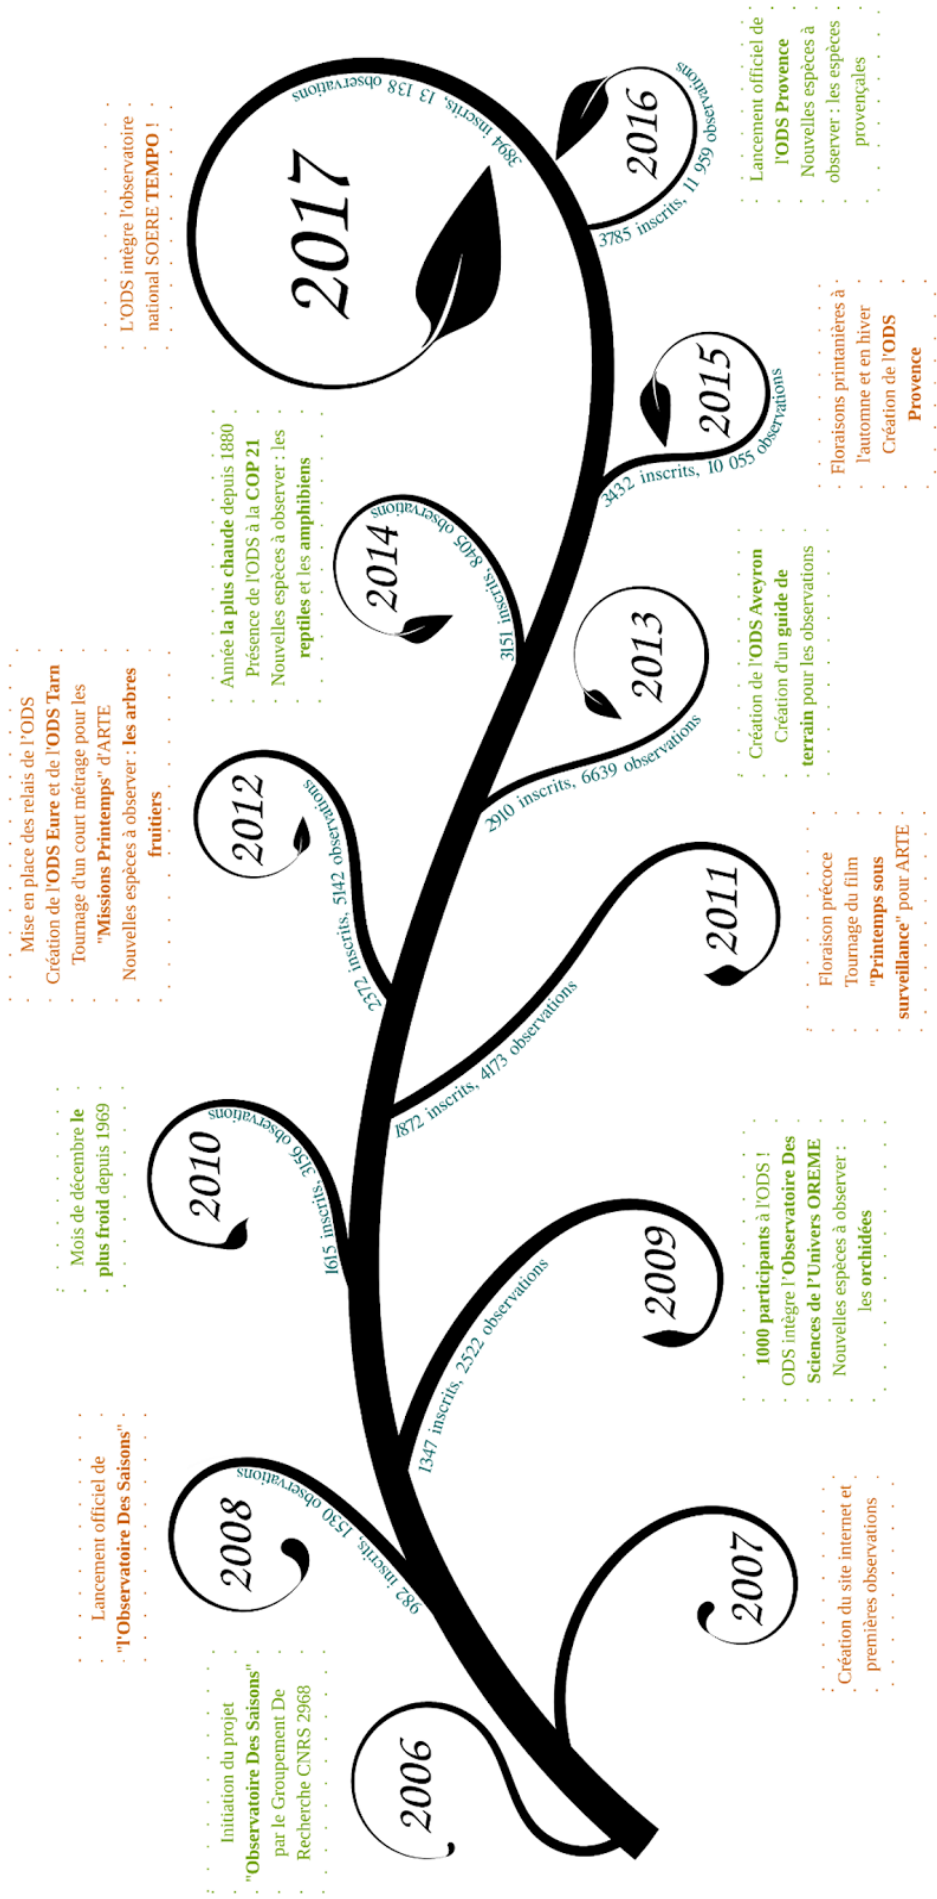 2006
Initiation du projet
"Observatoire Des Saisons"
par le Groupement De
Recherche CNRS 2968
2007
Création du site internet et
premières observations
2008
982 inscrits, 1530 observations
Lancement officiel de
"l'Observatoire Des Saisons"
2009
1347 inscrits, 2522 observations
1000 participants à l'ODS !
ODS intègre l'Observatoire Des
Sciences de l'Univers OREME
Nouvelles espèces à observer :
les orchidées
2010
1615 inscrits, 3156 observations
Mois de décembre le
plus froid depuis 1969
2011
1872 inscrits, 4173 observations
Floraison précoce
Tournage du film
"Printemps sous
surveillance" pour ARTE
2012
2372 inscrits, 5142 observations
Mise en place des relais de l'ODS
Création de l'ODS Eure et de l'ODS Tarn
Tournage d'un court métrage pour les
"Missions Printemps" d'ARTE
Nouvelles espèces à observer : les arbres
fruitiers
2013
2910 inscrits, 6639 observations
Création de l'ODS Aveyron
Création d'un guide de
terrain pour les observations
2014
3151 inscrits, 8405 observations
Année la plus chaude depuis 1880
Présence de l'ODS à la COP 21
Nouvelles espèces à observer : les
reptiles et les amphibiens
2015
3432 inscrits, 10 055 observations
Floraisons printanières à
l'automne et en hiver
Création de l'ODS
Provence
2016
3785 inscrits, 11 959 observations
Lancement officiel de
l'ODS Provence
Nouvelles espèces à
observer : les espèces
provençales
2017
3894 inscrits, 13 138 observations
L'ODS intègre l'observatoire
national SOERE TEMPO !